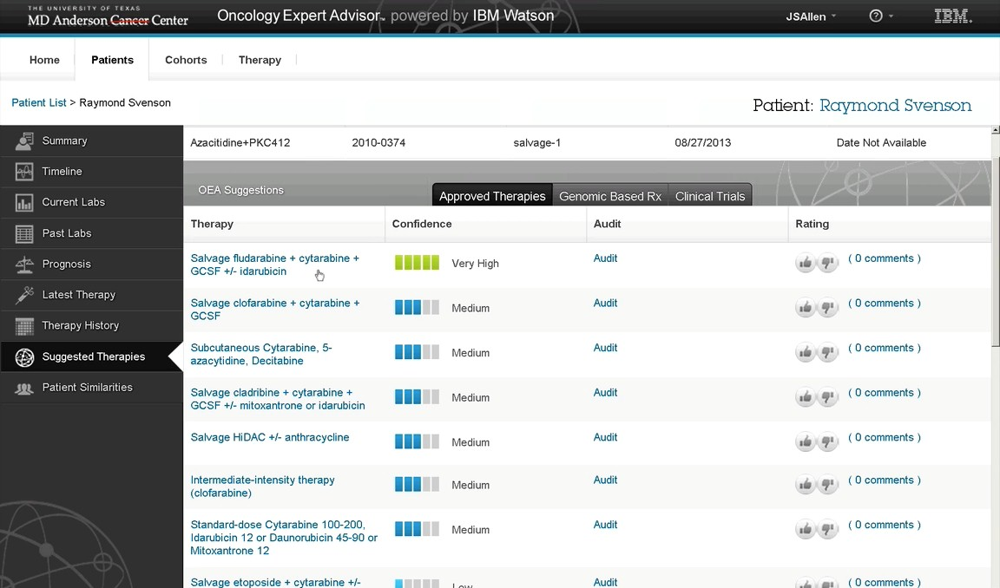 THE UNIVERSITY OF TEXAS
MD Anderson Cancer Center
Oncology Expert Advisor™ powered by IBM Watson
JSAllen
?
IBM®
Home
Patients
Cohorts
Therapy
Patient List > Raymond Svenson
Patient: Raymond Svenson
Summary
Timeline
Current Labs
Past Labs
Prognosis
Latest Therapy
Therapy History
Suggested Therapies
Patient Similarities
Azacitidine+PKC412 2010-0374 salvage-1 08/27/2013 Date Not Available
OEA Suggestions
Approved Therapies Genomic Based Rx Clinical Trials
Therapy Confidence Audit Rating
Salvage fludarabine + cytarabine +
GCSF +/- idarubicin
Very High
Audit
( 0 comments )
Salvage clofarabine + cytarabine +
GCSF
Medium
Audit
( 0 comments )
Subcutaneous Cytarabine, 5-
azacytidine, Decitabine
Medium
Audit
( 0 comments )
Salvage cladribine + cytarabine +
GCSF +/- mitoxantrone or idarubicin
Medium
Audit
( 0 comments )
Salvage HiDAC +/- anthracycline
Medium
Audit
( 0 comments )
Intermediate-intensity therapy
(clofarabine)
Medium
Audit
( 0 comments )
Standard-dose Cytarabine 100-200,
Idarubicin 12 or Daunorubicin 45-90 or
Mitoxantrone 12
Medium
Audit
( 0 comments )
Salvage etoposide + cytarabine +/-
Low
Audit
( 0 comments )